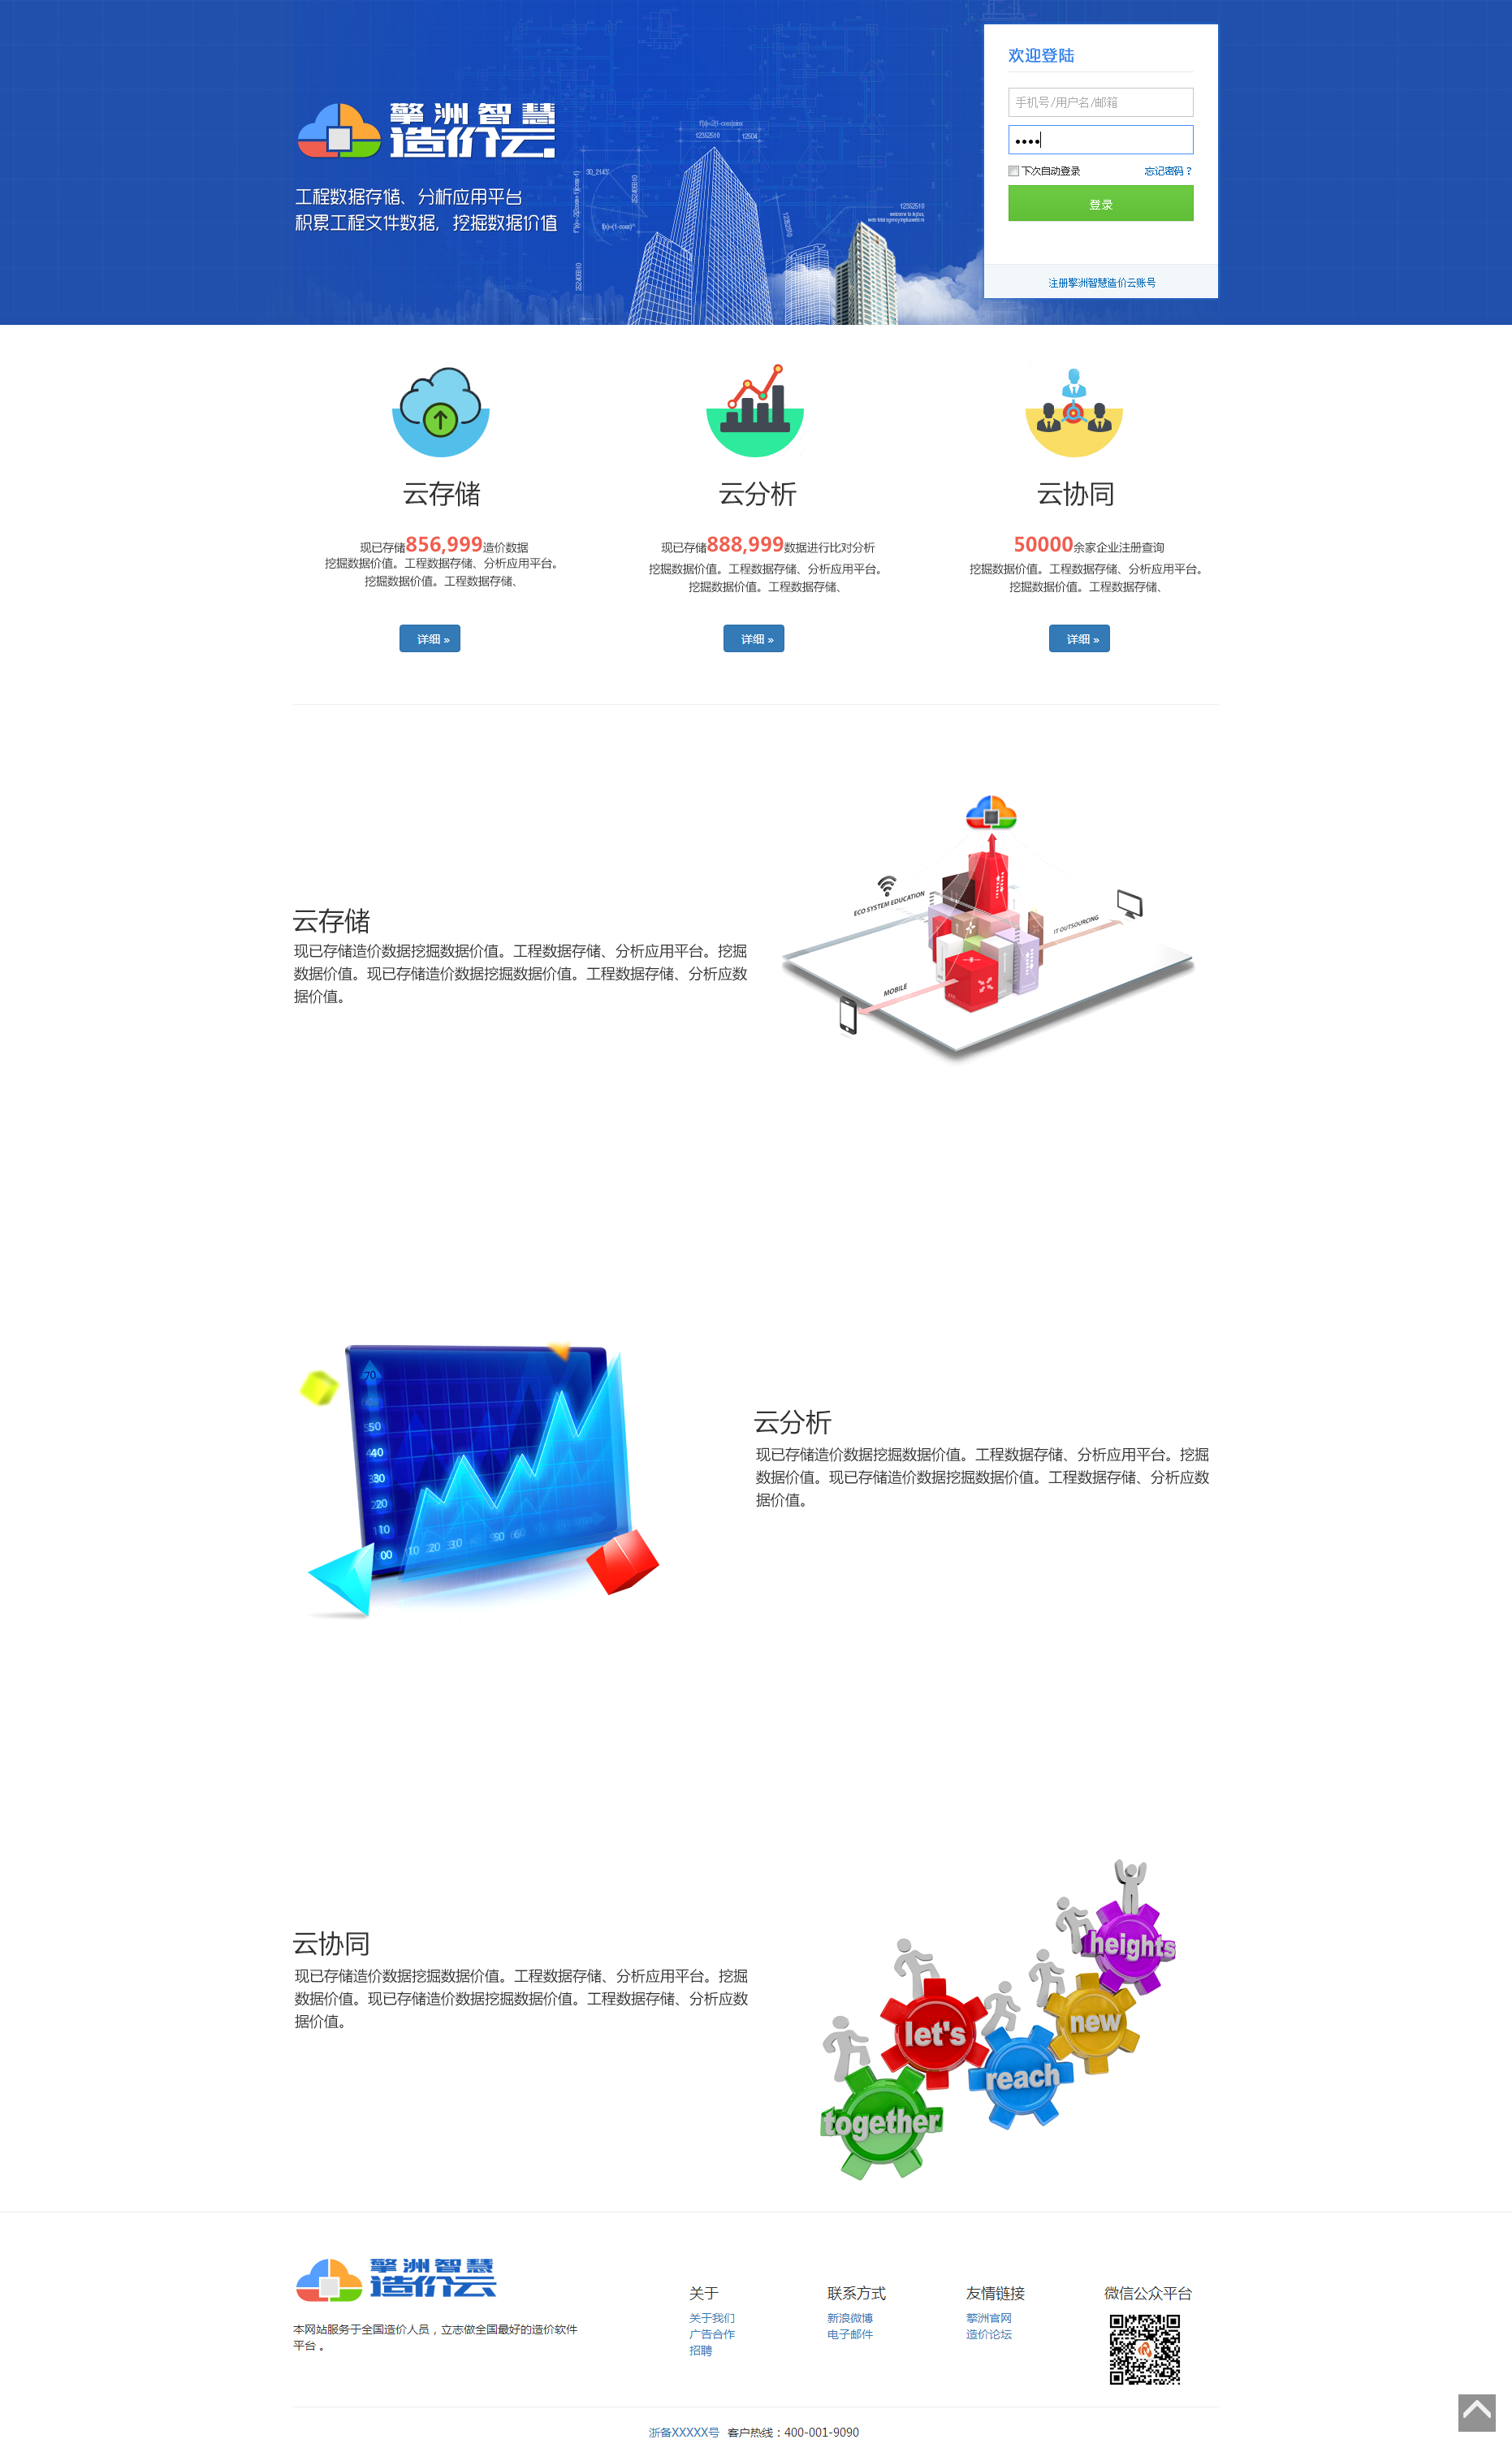 擎洲智慧
造价云
工程数据存储、分析应用平台
积累工程文件数据，挖掘数据价值
f'(x)=√2(1-cosx)sinx
12352510
12504
30_2143'
f(x)=(1-cosx)''
12352510
欢迎登陆
手机号/用户名/邮箱
••••
下次自动登录
忘记密码？
登录
注册擎洲智慧造价云账号
云存储
现已存储856,999造价数据
挖掘数据价值。工程数据存储、分析应用平台。
挖掘数据价值。工程数据存储、
详细 »
云分析
现已存储888,999数据进行比对分析
挖掘数据价值。工程数据存储、分析应用平台。
挖掘数据价值。工程数据存储、
详细 »
云协同
50000余家企业注册查询
挖掘数据价值。工程数据存储、分析应用平台。
挖掘数据价值。工程数据存储、
详细 »
云存储
现已存储造价数据挖掘数据价值。工程数据存储、分析应用平台。挖掘
数据价值。现已存储造价数据挖掘数据价值。工程数据存储、分析应数
据价值。
ECO SYSTEM EDUCATION
IT OUTSOURCING
MOBILE
70
60
50
40
30
20
10
00
10 20 30 50 60
云分析
现已存储造价数据挖掘数据价值。工程数据存储、分析应用平台。挖掘
数据价值。现已存储造价数据挖掘数据价值。工程数据存储、分析应数
据价值。
云协同
现已存储造价数据挖掘数据价值。工程数据存储、分析应用平台。挖掘
数据价值。现已存储造价数据挖掘数据价值。工程数据存储、分析应数
据价值。
heights
new
let's
reach
together
擎洲智慧
造价云
本网站服务于全国造价人员，立志做全国最好的造价软件
平台 。
关于
关于我们
广告合作
招聘
联系方式
新浪微博
电子邮件
友情链接
擎洲官网
造价论坛
微信公众平台
浙备XXXXX号 客户热线：400-001-9090